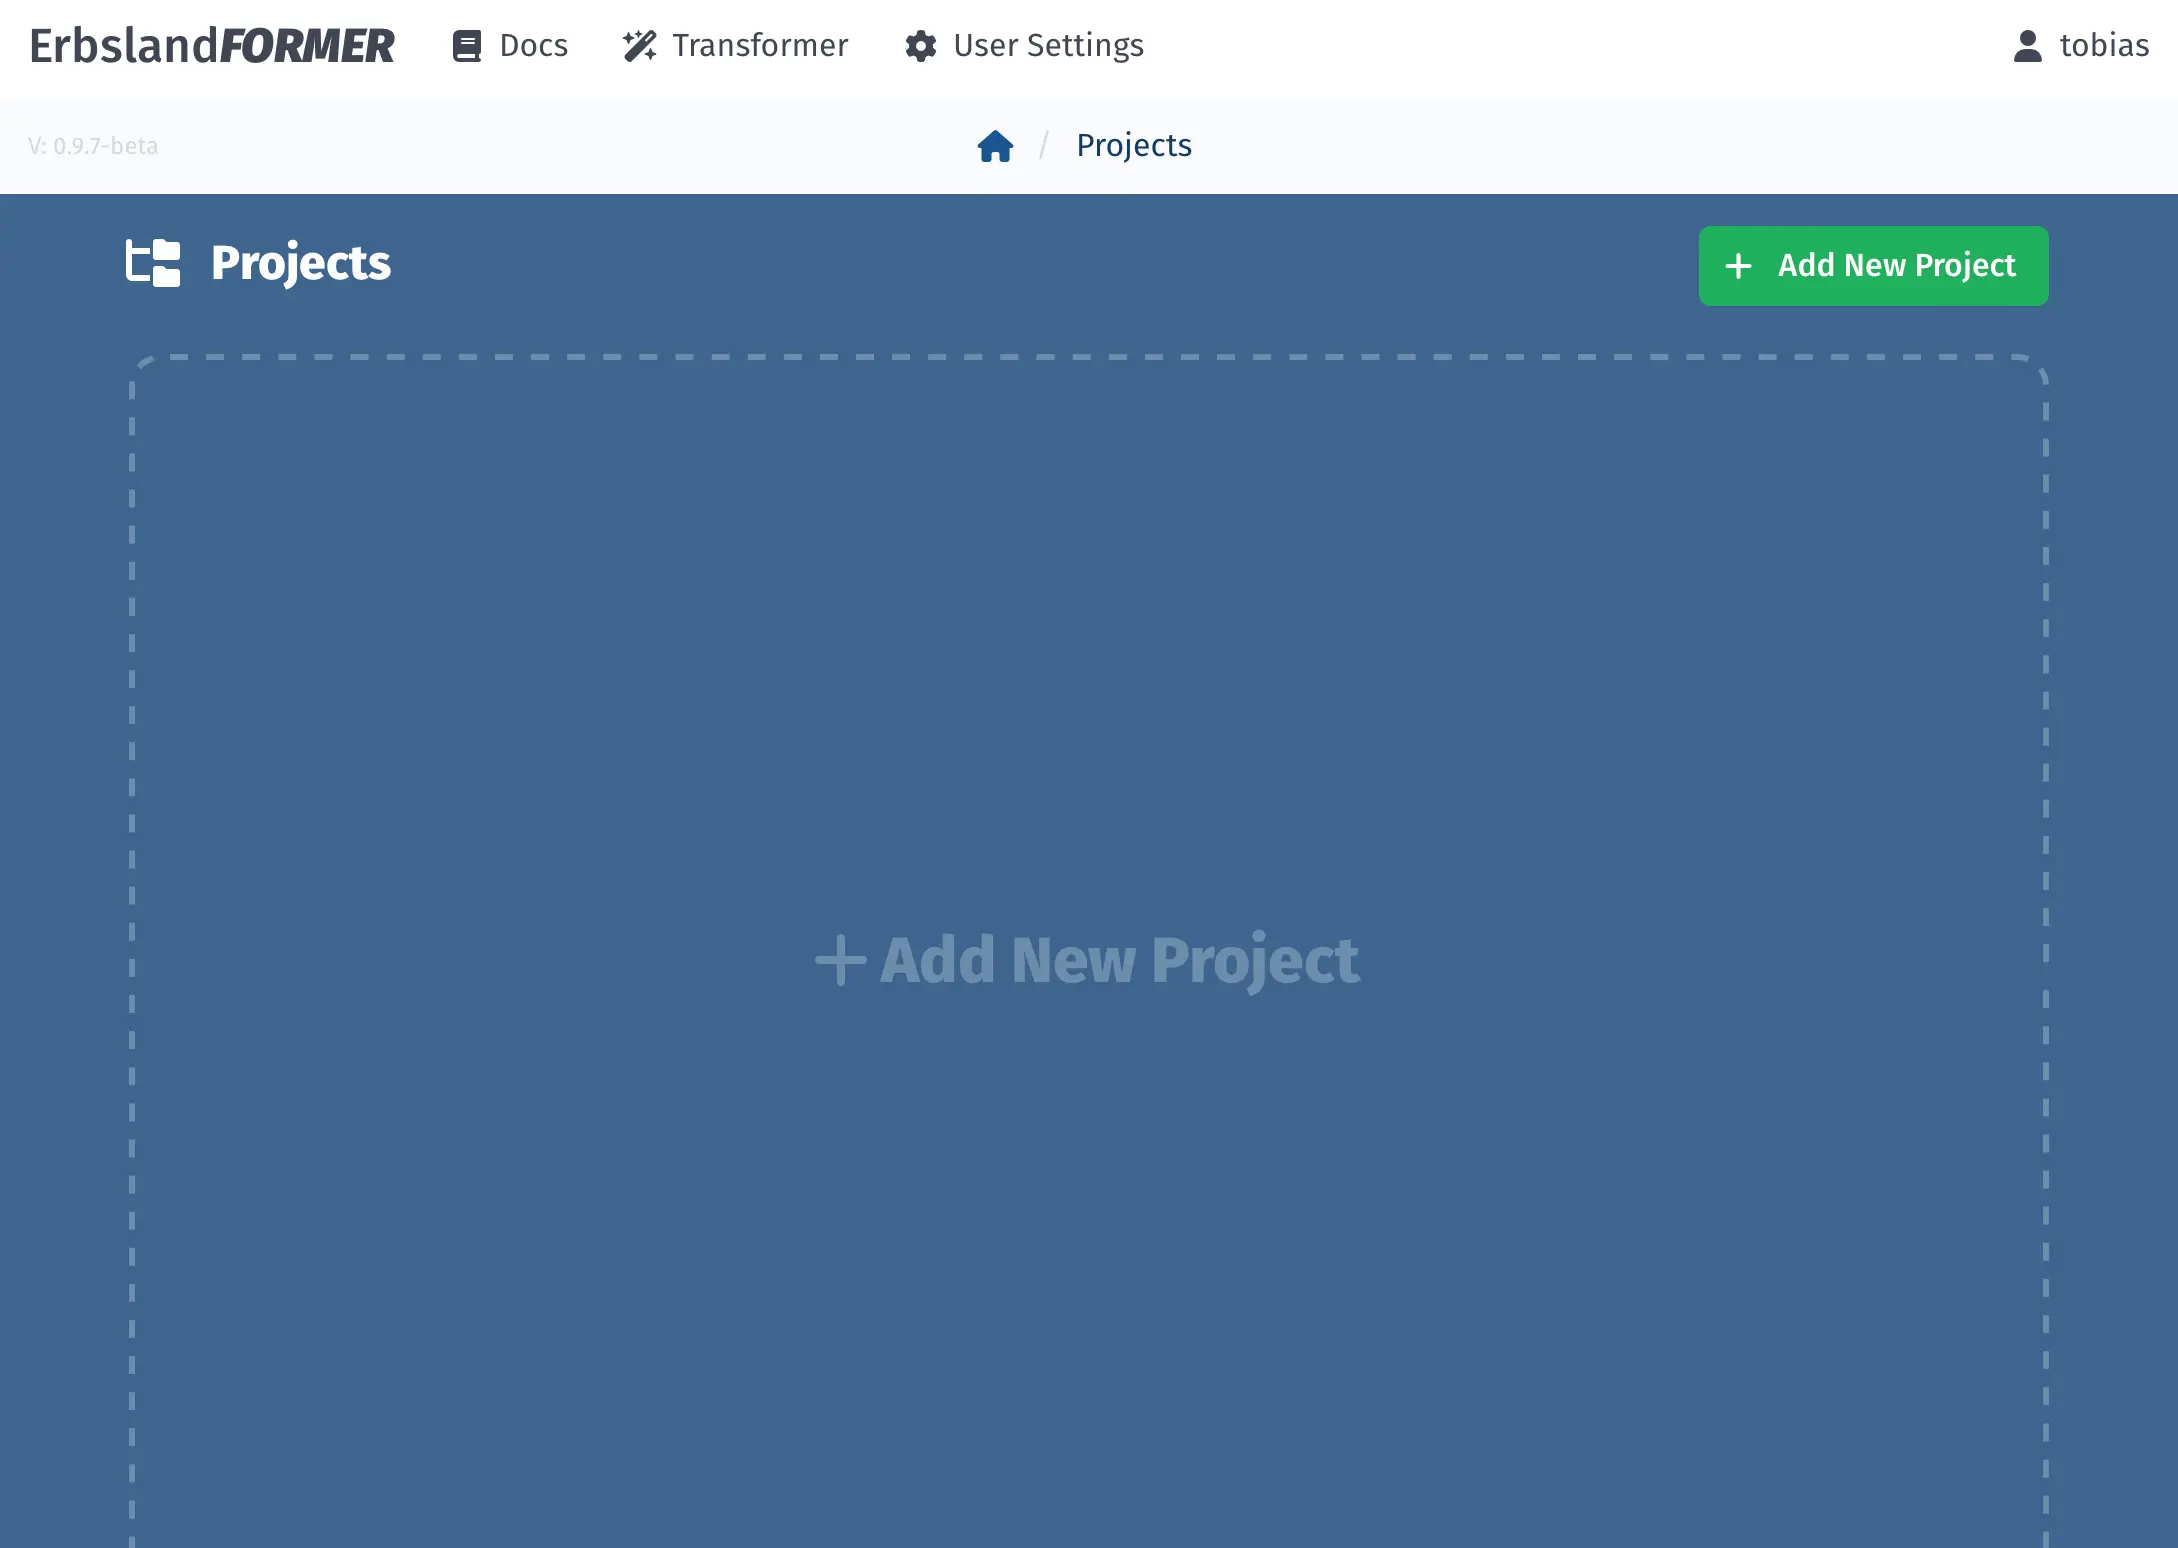 ErbslandFORMER Docs Transformer User Settings tobias
V: 0.9.7-beta / Projects
Projects + Add New Project
+ Add New Project